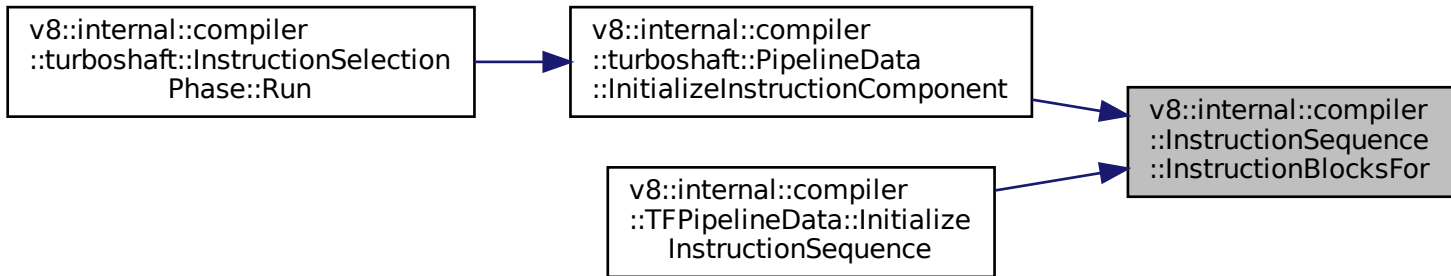 v8::internal::compiler
::turboshaft::InstructionSelection
Phase::Run
v8::internal::compiler
::turboshaft::PipelineData
::InitializeInstructionComponent
v8::internal::compiler
::InstructionSequence
::InstructionBlocksFor
v8::internal::compiler
::TFPipelineData::Initialize
InstructionSequence